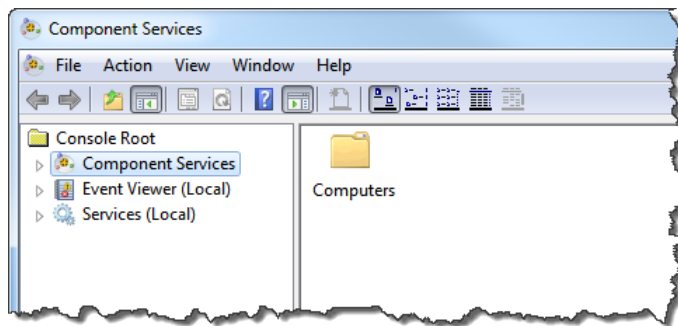 Component Services
File Action View Window Help
Console Root
Component Services
Event Viewer (Local)
Services (Local)
Computers